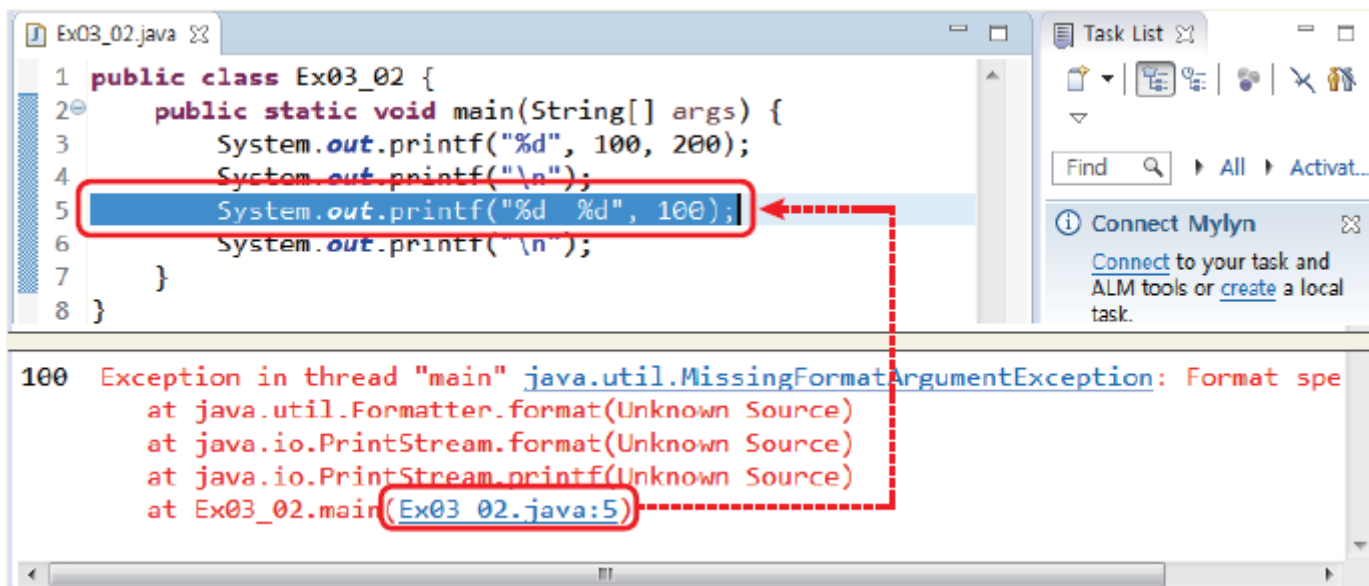 Ex03_02.java
Task List
1 public class Ex03_02 {
2 public static void main(String[] args) {
3 System.out.printf("%d", 100, 200);
4 System.out.printf("\n");
5 System.out.printf("%d  %d", 100);
6 System.out.printf("\n");
7 }
8 }
Find All Activat...
Connect Mylyn
Connect to your task and
ALM tools or create a local
task.
100  Exception in thread "main" java.util.MissingFormatArgumentException: Format spe
at java.util.Formatter.format(Unknown Source)
at java.io.PrintStream.format(Unknown Source)
at java.io.PrintStream.printf(Unknown Source)
at Ex03_02.main(Ex03_02.java:5)